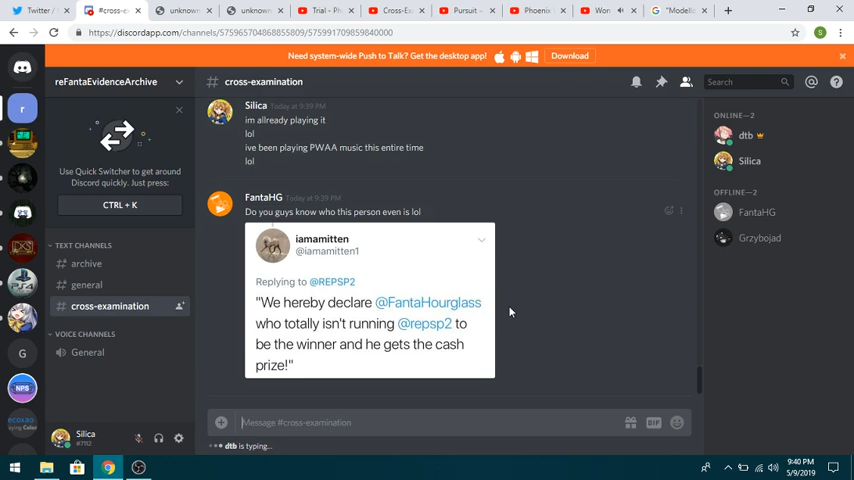 Twitter /
#cross-e
unknown
unknown
Trial - Ph
Cross-Ex
Pursuit –
Phoenix
Won
"Modello
https://discordapp.com/channels/575965704868855708/575991709859840000
Need system-wide Push to Talk? Get the desktop app!
Download
reFantaEvidenceArchive
# cross-examination
Search
Silica Today at 9:39 PM
im allready playing it
lol
ive been playing PWAA music this entire time
lol
Use Quick Switcher to get around
Discord quickly. Just press:
CTRL + K
FantaHG Today at 9:39 PM
Do you guys know who this person even is lol
iamamitten
@iamamitten1
Replying to @REPSP2
"We hereby declare @FantaHourglass
who totally isn't running @repsp2 to
be the winner and he gets the cash
prize!"
TEXT CHANNELS
# archive
# general
# cross-examination
VOICE CHANNELS
General
ONLINE—2
dtb
Silica
OFFLINE—2
FantaHG
Grzybojad
r
G
NPS
Silica
#7112
Message #cross-examination
GIF
dtb is typing...
9:40 PM
5/9/2019